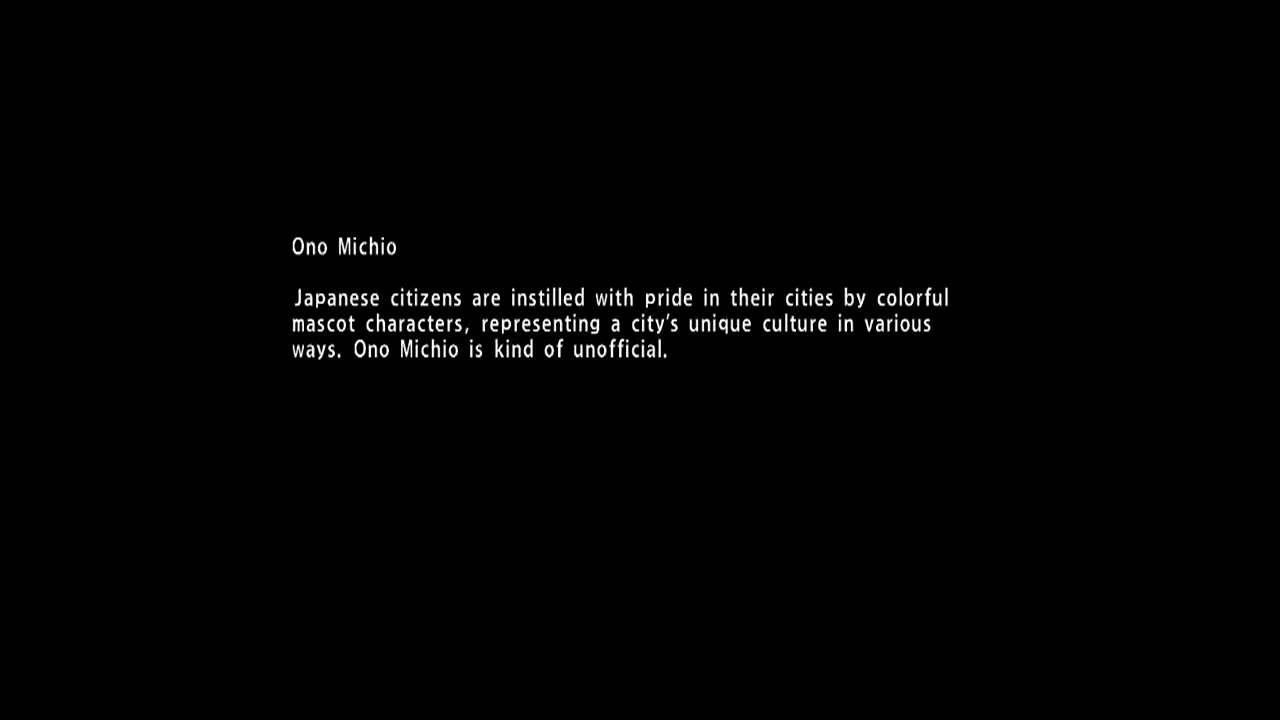 Ono Michio
Japanese citizens are instilled with pride in their cities by colorful
mascot characters, representing a city's unique culture in various
ways. Ono Michio is kind of unofficial.